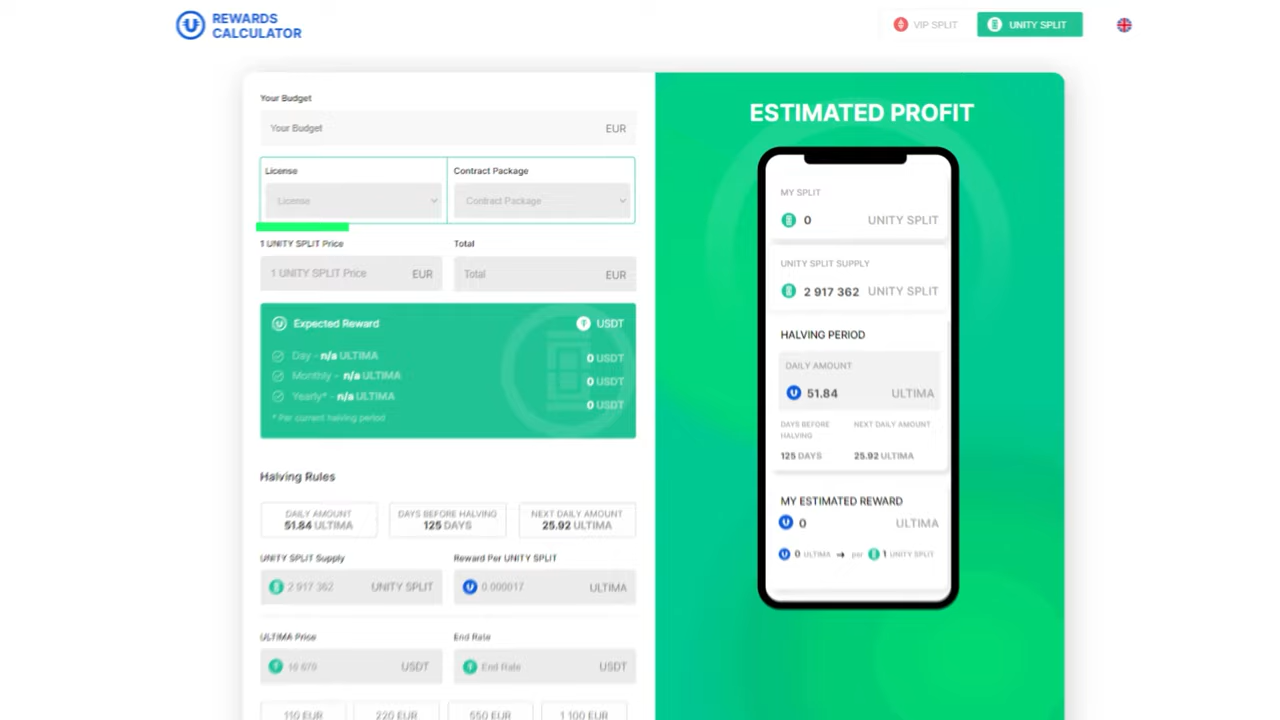 REWARDS
CALCULATOR
VIP SPLIT
UNITY SPLIT
Your Budget
Your Budget EUR
License Contract Package
License Contract Package
1 UNITY SPLIT Price Total
1 UNITY SPLIT Price EUR Total EUR
Expected Reward USDT
Day - n/a ULTIMA 0 USDT
Monthly - n/a ULTIMA 0 USDT
Yearly* - n/a ULTIMA 0 USDT
* Per current halving period
Halving Rules
DAILY AMOUNT DAYS BEFORE HALVING NEXT DAILY AMOUNT
51.84 ULTIMA 125 DAYS 25.92 ULTIMA
UNITY SPLIT Supply Reward Per UNITY SPLIT
2 917 362 UNITY SPLIT 0.000017 ULTIMA
ULTIMA Price End Rate
USDT End Rate USDT
110 EUR 220 EUR 550 EUR 1 100 EUR
ESTIMATED PROFIT
MY SPLIT
0 UNITY SPLIT
UNITY SPLIT SUPPLY
2 917 362 UNITY SPLIT
HALVING PERIOD
DAILY AMOUNT
51.84 ULTIMA
DAYS BEFORE
HALVING
NEXT DAILY AMOUNT
125 DAYS 25.92 ULTIMA
MY ESTIMATED REWARD
0 ULTIMA
0 ULTIMA → per 1 UNITY SPLIT